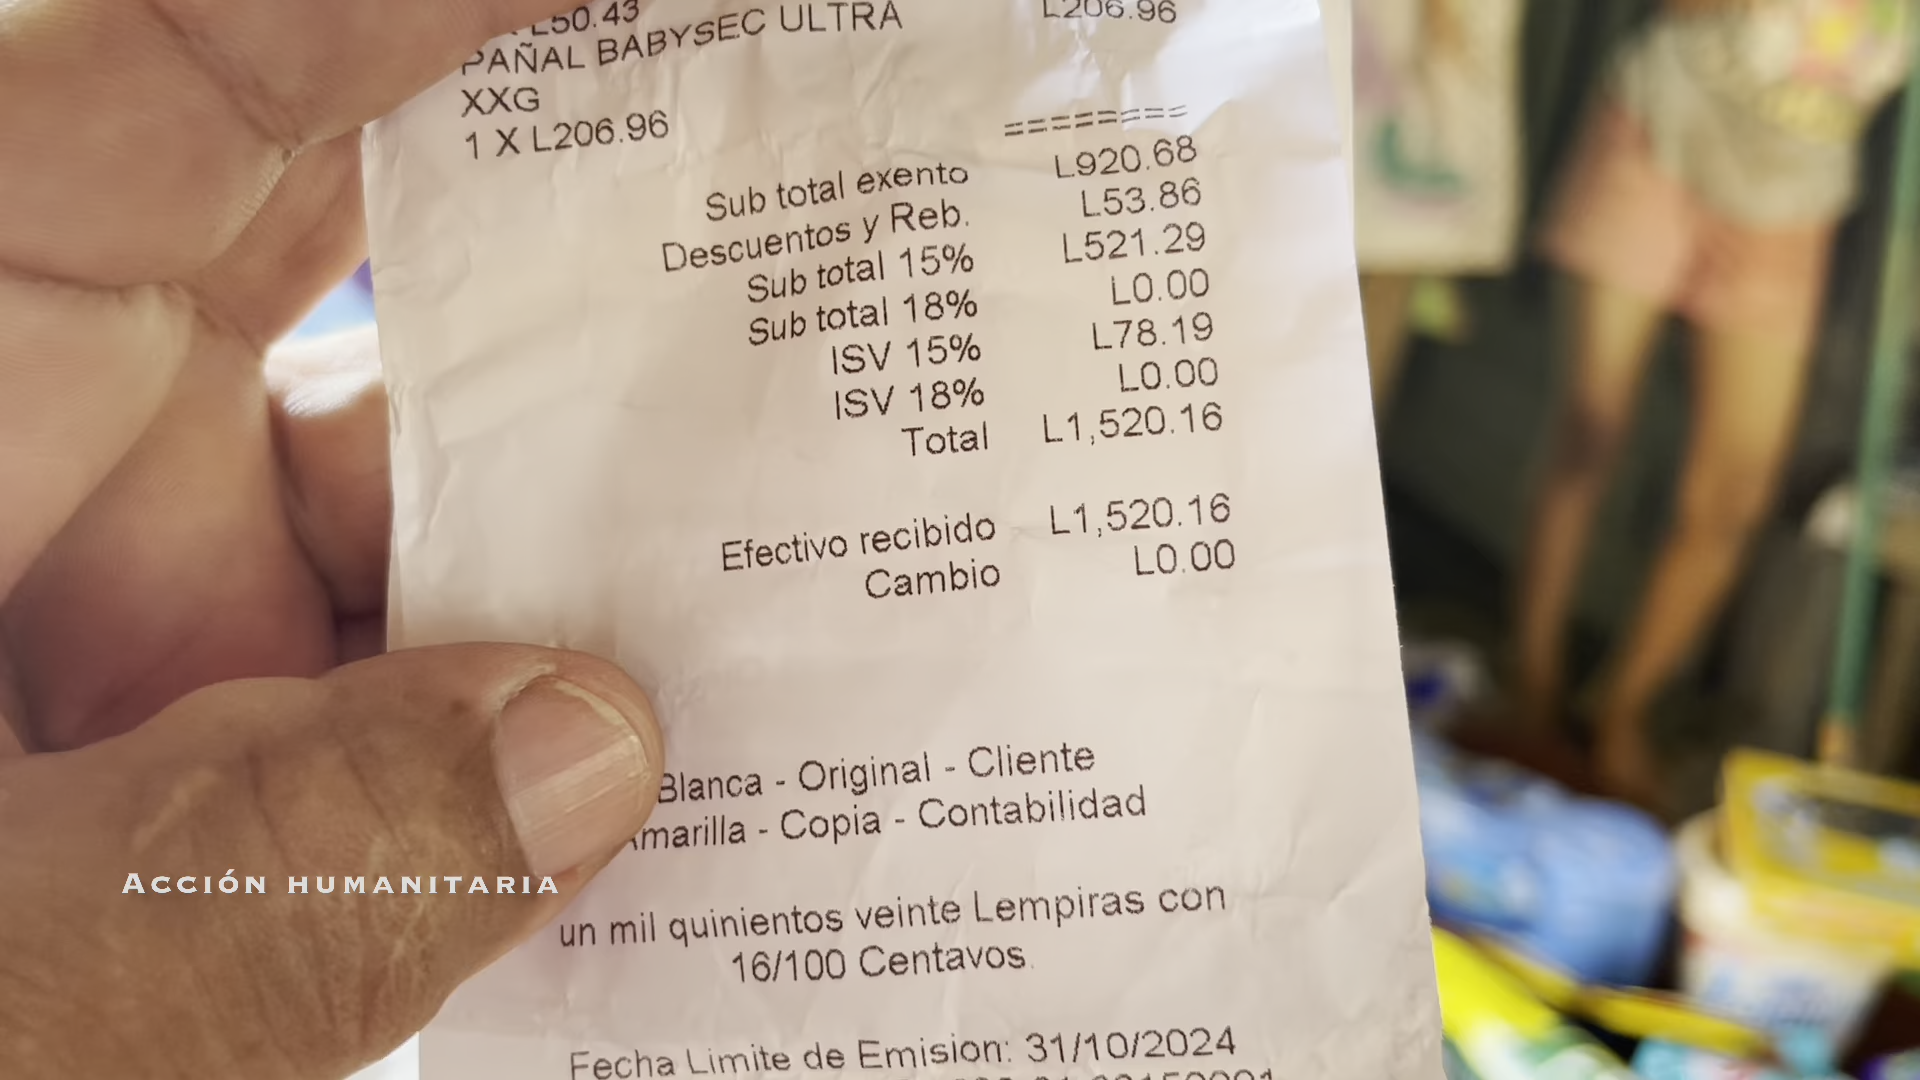 L50.43
PAÑAL BABYSEC ULTRA L206.96
XXG
1 X L206.96
========
Sub total exento L920.68
Descuentos y Reb. L53.86
Sub total 15% L521.29
Sub total 18% L0.00
ISV 15% L78.19
ISV 18% L0.00
Total L1,520.16
Efectivo recibido L1,520.16
Cambio L0.00
Blanca - Original - Cliente
Amarilla - Copia - Contabilidad
ACCIÓN HUMANITARIA
un mil quinientos veinte Lempiras con
16/100 Centavos.
Fecha Limite de Emision: 31/10/2024